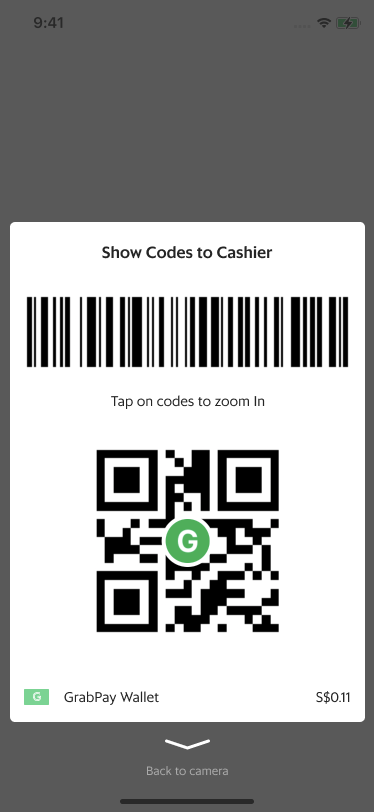 9:41
Show Codes to Cashier
Tap on codes to zoom In
G
G GrabPay Wallet S$0.11
Back to camera